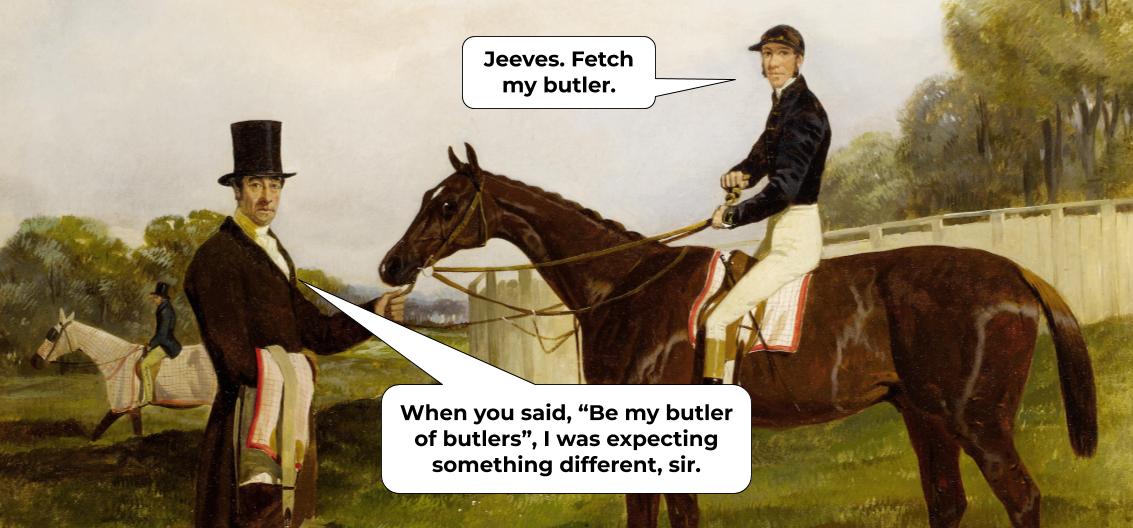 Jeeves. Fetch
my butler.
When you said, “Be my butler
of butlers”, I was expecting
something different, sir.